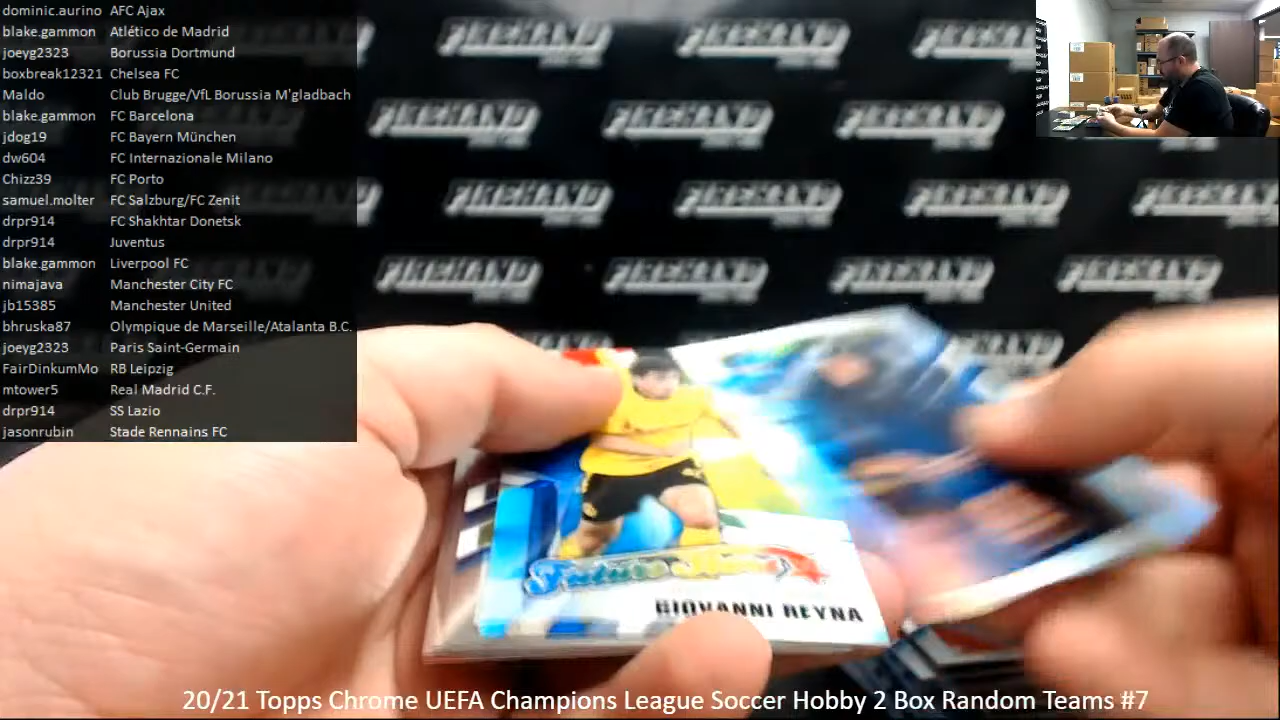 dominic.aurino AFC Ajax
blake.gammon Atlético de Madrid
joeyg2323 Borussia Dortmund
boxbreak12321 Chelsea FC
Maldo Club Brugge/VfL Borussia M'gladbach
blake.gammon FC Barcelona
jdog19 FC Bayern München
dw604 FC Internazionale Milano
Chizz39 FC Porto
samuel.molter FC Salzburg/FC Zenit
drpr914 FC Shakhtar Donetsk
drpr914 Juventus
blake.gammon Liverpool FC
nimajava Manchester City FC
jb15385 Manchester United
bhruska87 Olympique de Marseille/Atalanta B.C.
joeyg2323 Paris Saint-Germain
FairDinkumMo RB Leipzig
mtower5 Real Madrid C.F.
drpr914 SS Lazio
jasonrubin Stade Rennains FC
FIREHAND
Future Stars
GIOVANNI REYNA
20/21 Topps Chrome UEFA Champions League Soccer Hobby 2 Box Random Teams #7